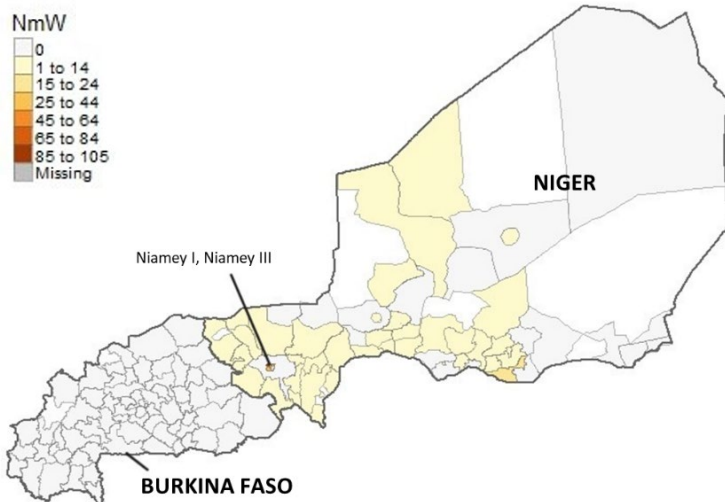 NmW
0
1 to 14
15 to 24
25 to 44
45 to 64
65 to 84
85 to 105
Missing
NIGER
Niamey I, Niamey III
BURKINA FASO